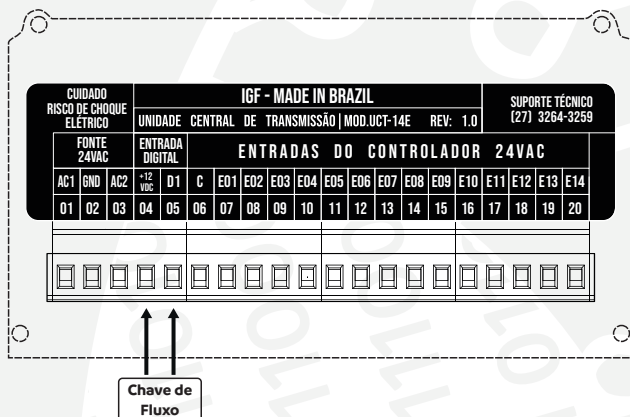 CUIDADO
RISCO DE CHOQUE
ELÉTRICO
IGF - MADE IN BRAZIL
UNIDADE CENTRAL DE TRANSMISSÃO | MOD.UCT-14E REV: 1.0
SUPORTE TÉCNICO
(27) 3264-3259
FONTE
24VAC
ENTRADA
DIGITAL
ENTRADAS DO CONTROLADOR 24VAC
AC1 GND AC2 +12 VDC D1 C E01 E02 E03 E04 E05 E06 E07 E08 E09 E10 E11 E12 E13 E14
01 02 03 04 05 06 07 08 09 10 11 12 13 14 15 16 17 18 19 20
Chave de
Fluxo